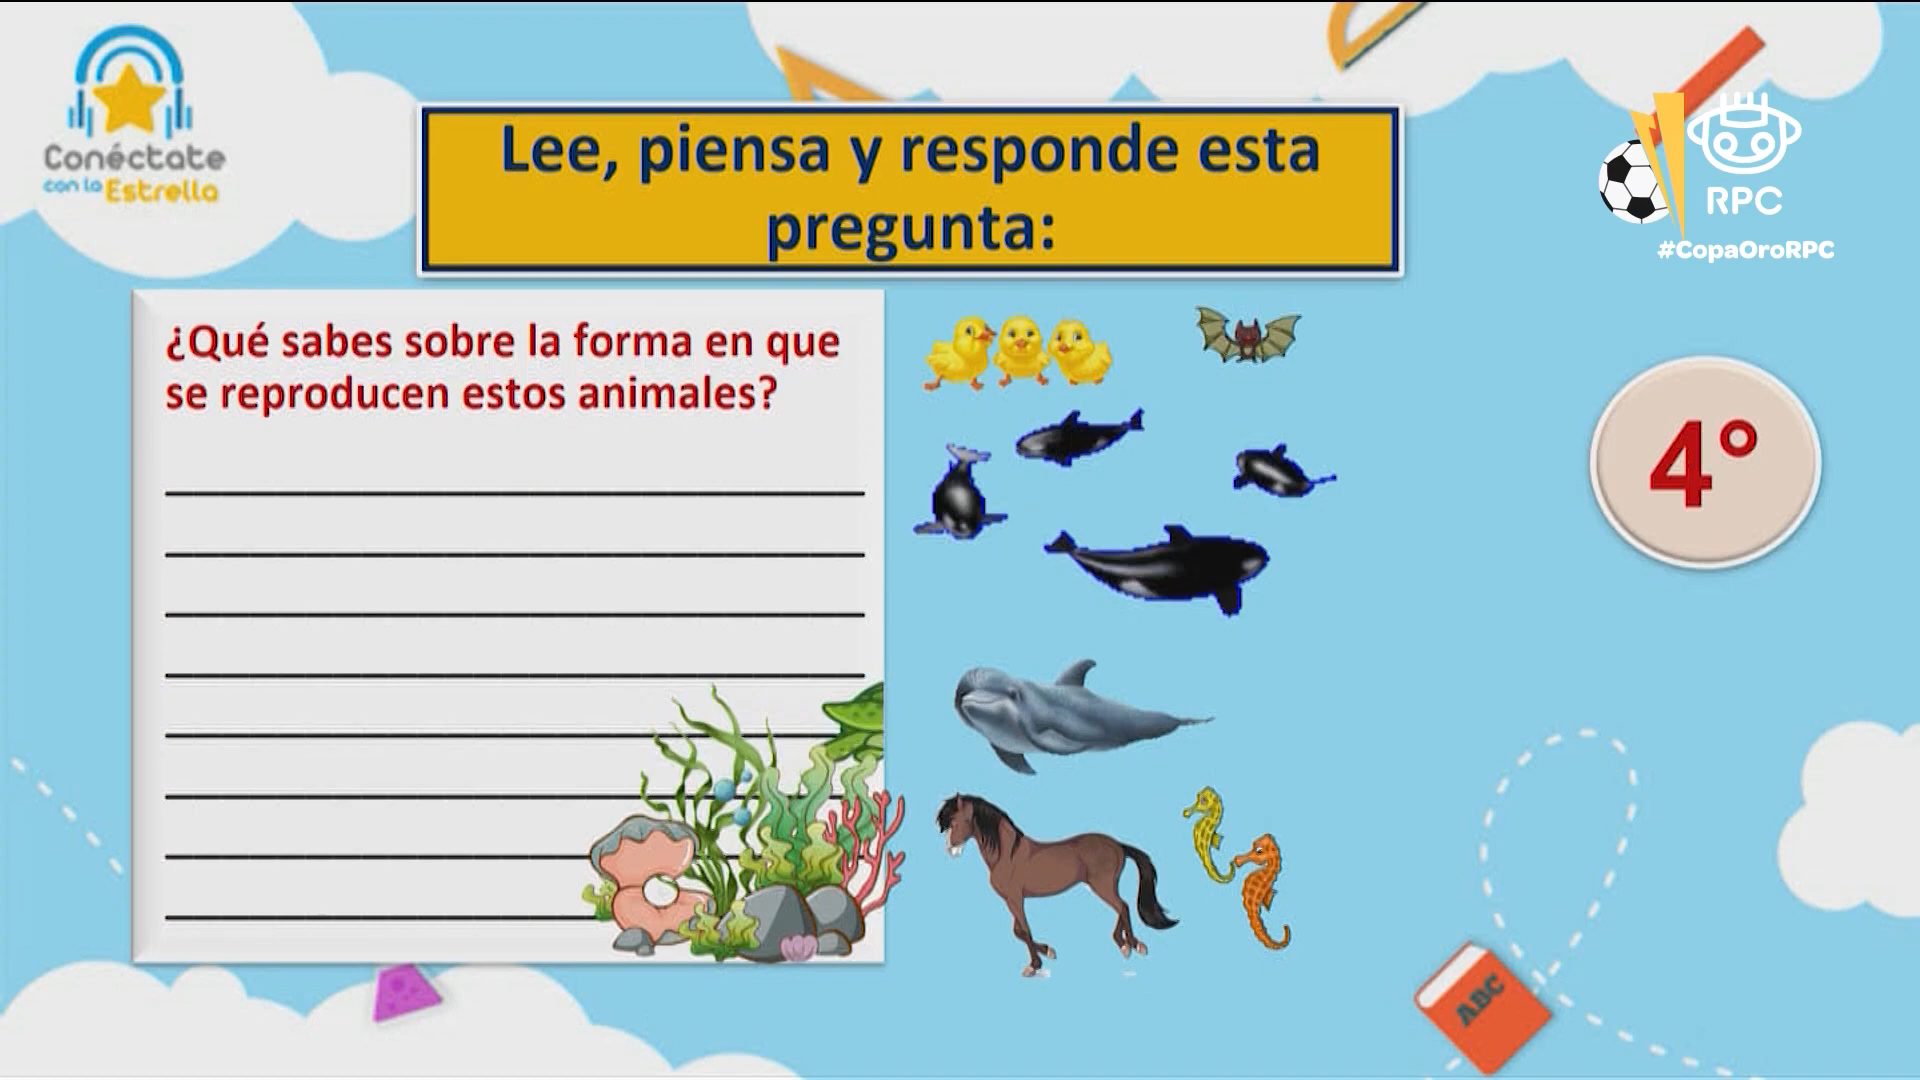 Conéctate
con la Estrella
Lee, piensa y responde esta
pregunta:
RPC
#CopaOroRPC
¿Qué sabes sobre la forma en que
se reproducen estos animales?
4°
ABC